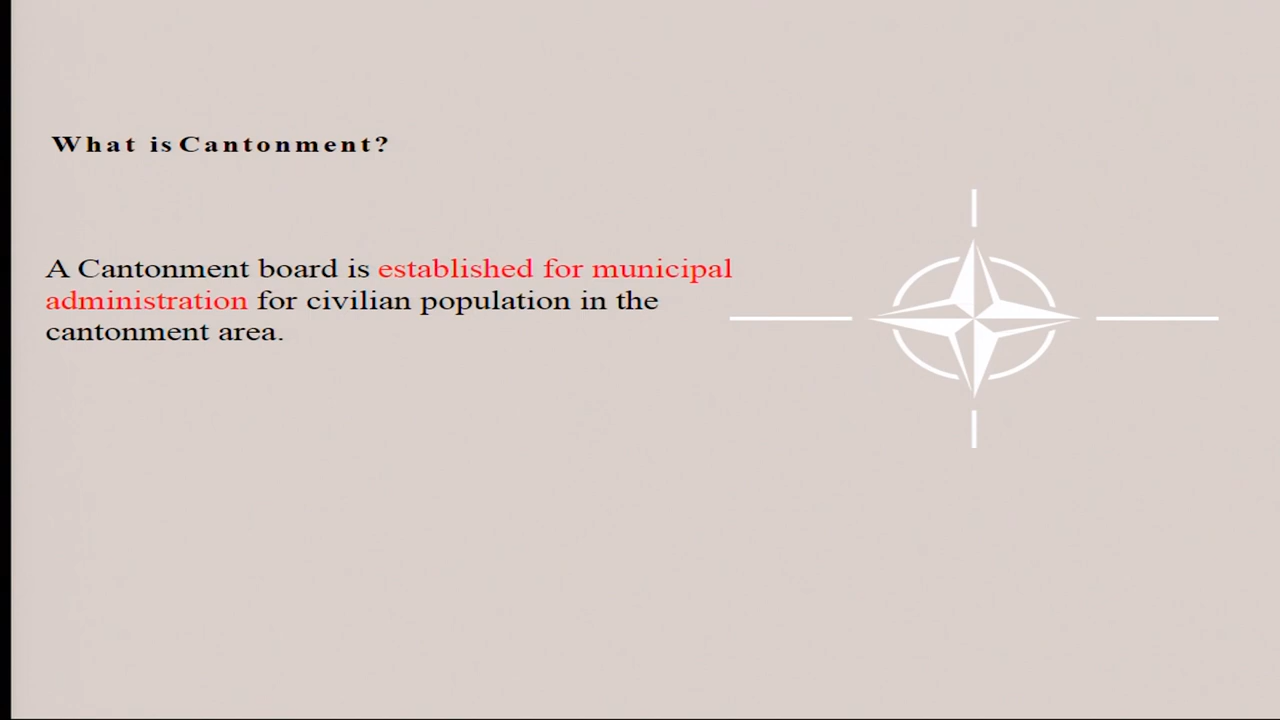 What is Cantonment?
A Cantonment board is established for municipal
administration for civilian population in the
cantonment area.